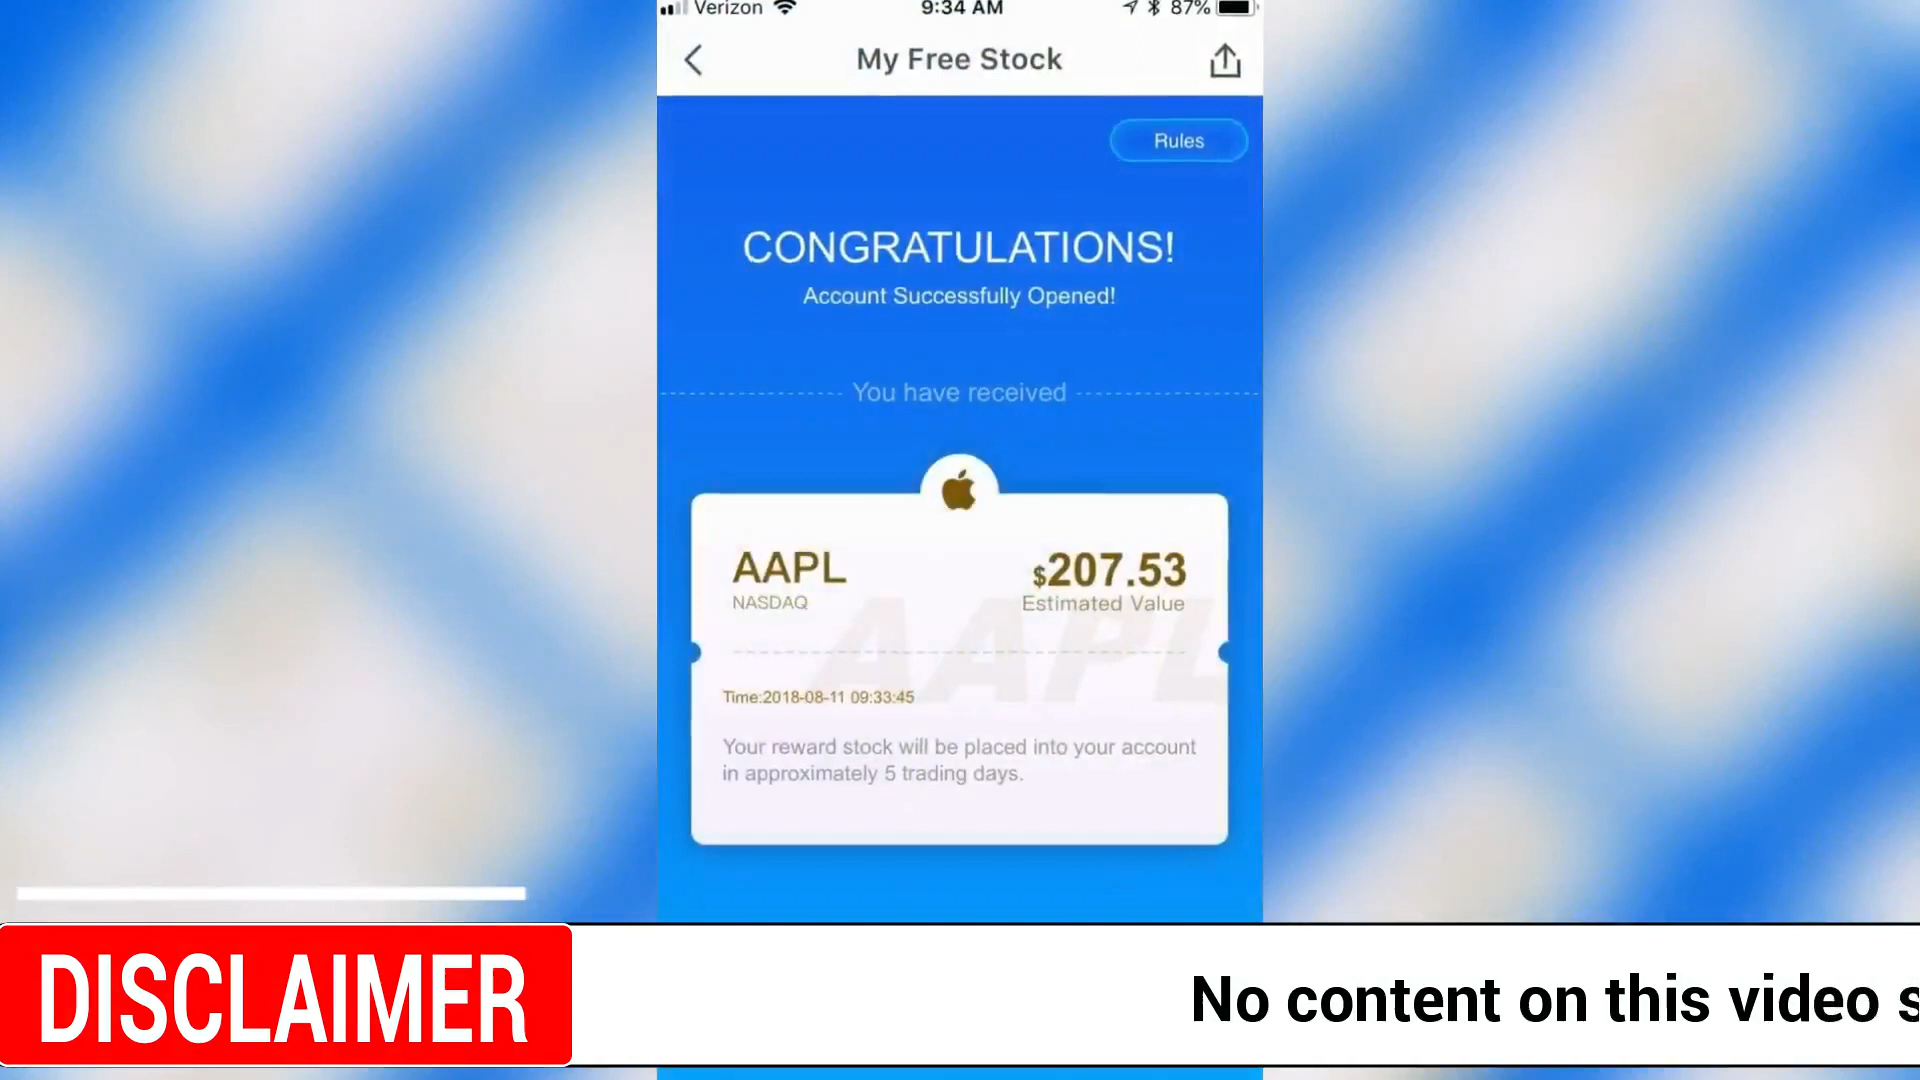 Verizon 9:34 AM 87%
My Free Stock
Rules
CONGRATULATIONS!
Account Successfully Opened!
You have received
AAPL $207.53
NASDAQ Estimated Value
AAPL
Time:2018-08-11 09:33:45
Your reward stock will be placed into your account
in approximately 5 trading days.
DISCLAIMER No content on this video s